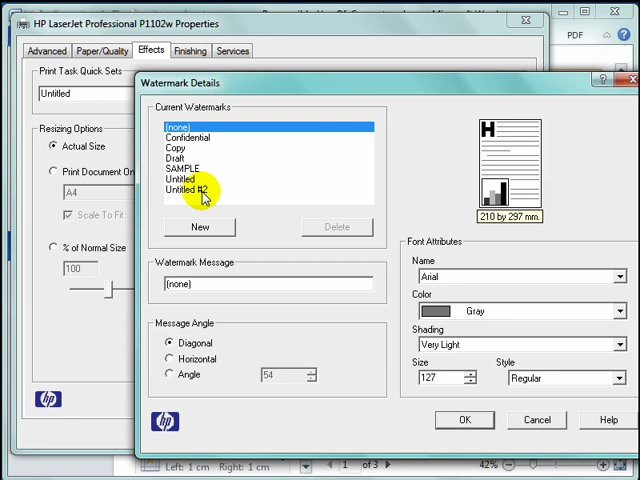 HP LaserJet Professional P1102w Properties
PDF
Advanced
Paper/Quality
Effects
Finishing
Services
Print Task Quick Sets
Untitled
Resizing Options
Actual Size
Print Document On
A4
Scale To Fit
% of Normal Size
100
hp
Watermark Details
?
Current Watermarks
(none)
Confidential
Copy
Draft
SAMPLE
Untitled
Untitled #2
New
Delete
Watermark Message
(none)
Message Angle
Diagonal
Horizontal
Angle
54
hp
H
210 by 297 mm.
Font Attributes
Name
Arial
Color
Gray
Shading
Very Light
Size
Style
127
Regular
OK
Cancel
Help
Left: 1 cm
Right: 1 cm
1
of 3
42%